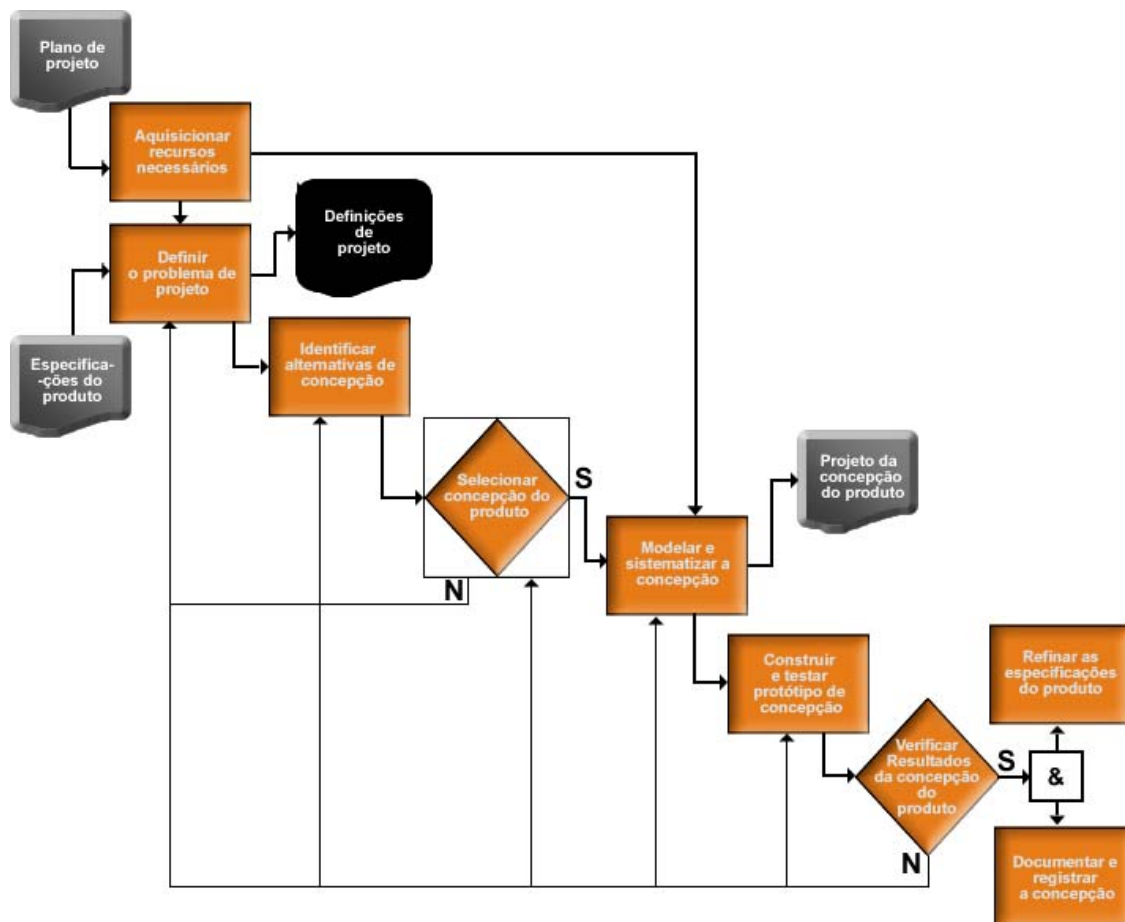 Plano de
projeto
Aquisicionar
recursos
necessários
Definir
o problema de
projeto
Definições
de
projeto
Especifica-
-ções do
produto
Identificar
alternativas de
concepção
Selecionar
concepção do
produto
S
N
Projeto da
concepção
do produto
Modelar e
sistematizar a
concepção
Construir
e testar
protótipo de
concepção
Verificar
Resultados
da concepção
do
produto
S
N
&
Refinar as
especificações
do produto
Documentar e
registrar
a concepção